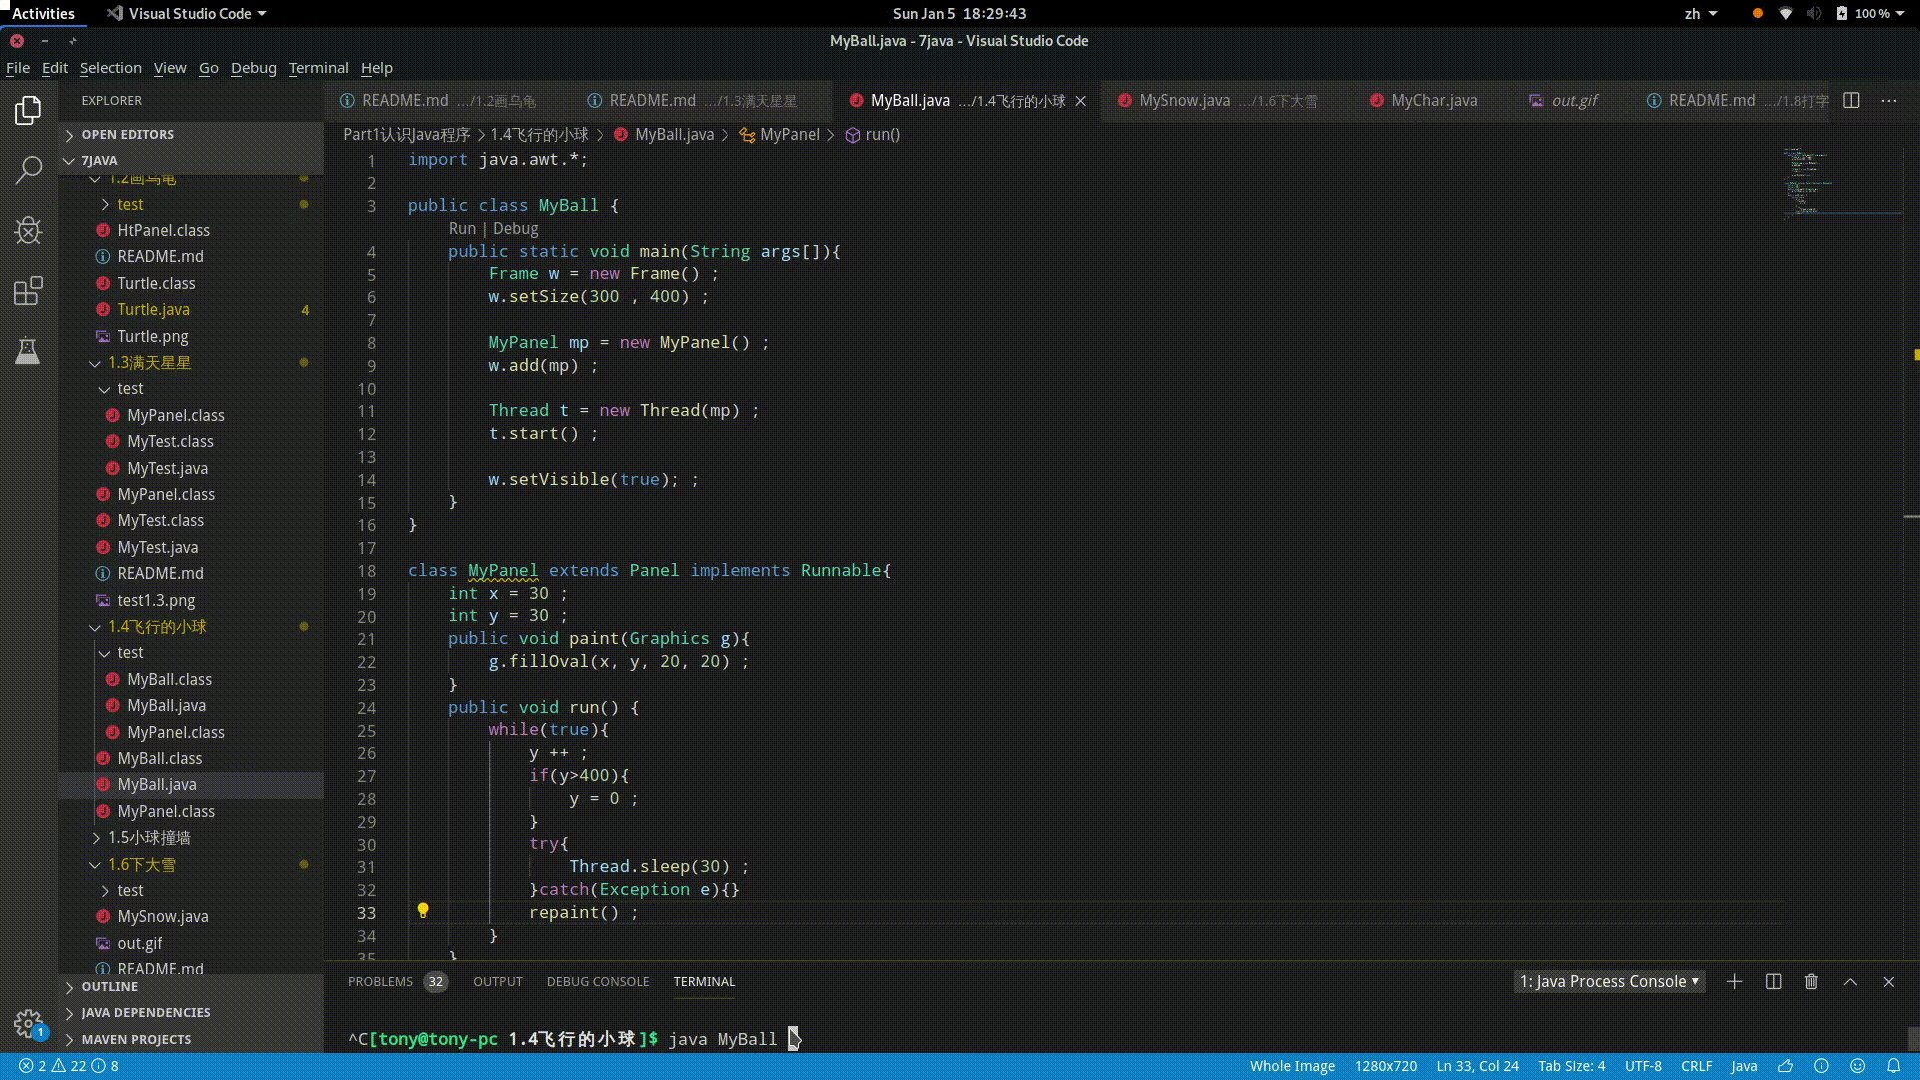 Activities Visual Studio Code Sun Jan 5 18:29:43 zh 100 %
MyBall.java - 7java - Visual Studio Code
File Edit Selection View Go Debug Terminal Help
EXPLORER
OPEN EDITORS
7JAVA
1.2画乌龟
test
HtPanel.class
README.md
Turtle.class
Turtle.java 4
Turtle.png
1.3满天星星
test
MyPanel.class
MyTest.class
MyTest.java
MyPanel.class
MyTest.class
MyTest.java
README.md
test1.3.png
1.4飞行的小球
test
MyBall.class
MyBall.java
MyPanel.class
MyBall.class
MyBall.java
MyPanel.class
1.5小球撞墙
1.6下大雪
test
MySnow.java
out.gif
README.md
OUTLINE
JAVA DEPENDENCIES
MAVEN PROJECTS
1
README.md .../1.2画乌龟 README.md .../1.3满天星星 MyBall.java .../1.4飞行的小球 MySnow.java .../1.6下大雪 MyChar.java out.gif README.md .../1.8打字
Part1认识Java程序 > 1.4飞行的小球 > MyBall.java > MyPanel > run()
1 import java.awt.*;
2
3 public class MyBall {
Run | Debug
4 public static void main(String args[]){
5 Frame w = new Frame() ;
6 w.setSize(300 , 400) ;
7
8 MyPanel mp = new MyPanel() ;
9 w.add(mp) ;
10
11 Thread t = new Thread(mp) ;
12 t.start() ;
13
14 w.setVisible(true); ;
15 }
16 }
17
18 class MyPanel extends Panel implements Runnable{
19 int x = 30 ;
20 int y = 30 ;
21 public void paint(Graphics g){
22 g.fillOval(x, y, 20, 20) ;
23 }
24 public void run() {
25 while(true){
26 y ++ ;
27 if(y>400){
28 y = 0 ;
29 }
30 try{
31 Thread.sleep(30) ;
32 }catch(Exception e){}
33 repaint() ;
34 }
35 }
PROBLEMS 32 OUTPUT DEBUG CONSOLE TERMINAL 1: Java Process Console
^C[tony@tony-pc 1.4飞行的小球]$ java MyBall
2 22 8 Whole Image 1280x720 Ln 33, Col 24 Tab Size: 4 UTF-8 CRLF Java